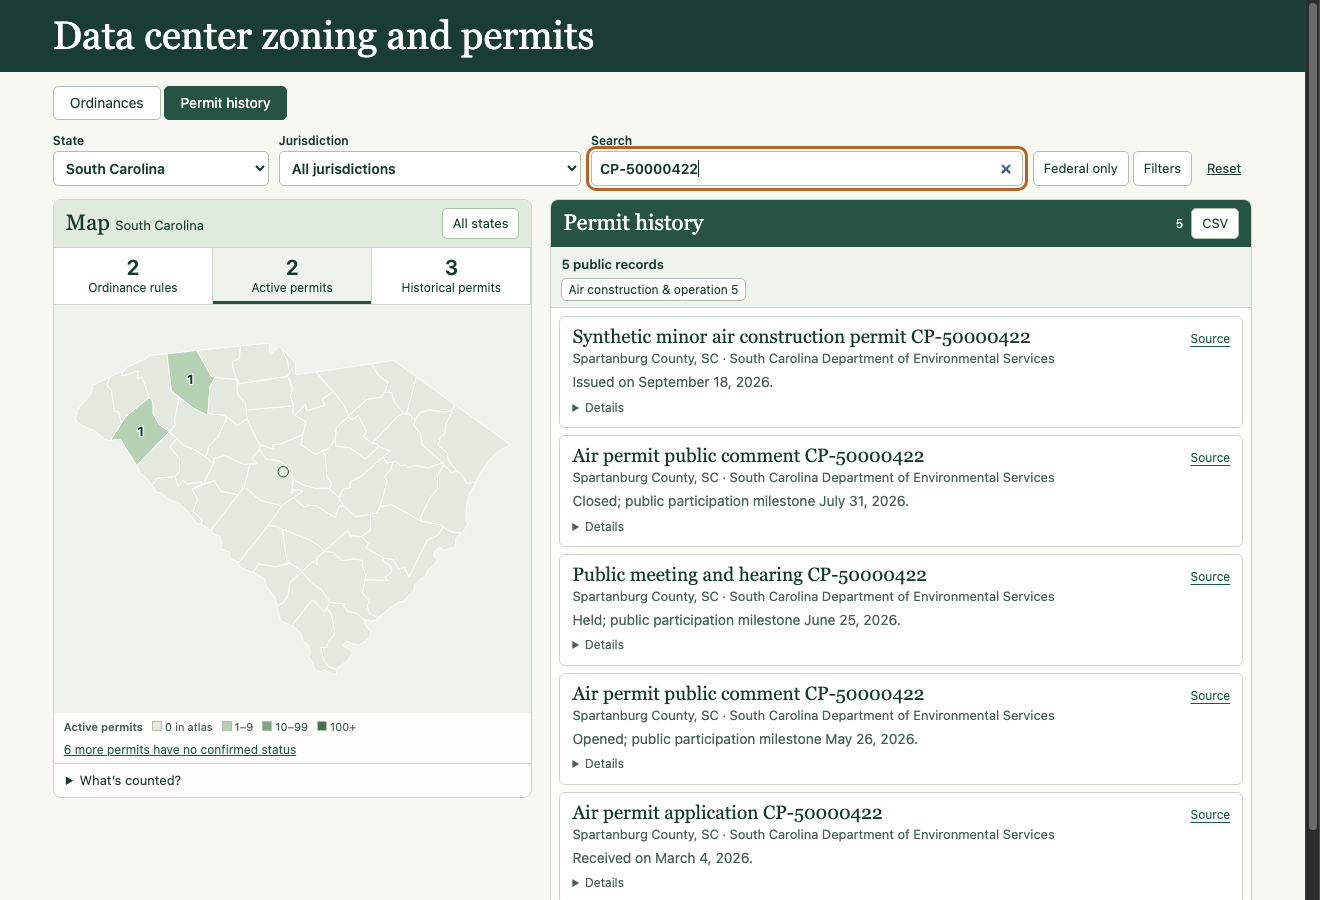 Data center zoning and permits
Ordinances
Permit history
State
Jurisdiction
Search
South Carolina
All jurisdictions
CP-50000422
Federal only
Filters
Reset
Map South Carolina
All states
2
Ordinance rules
2
Active permits
3
Historical permits
1
1
Active permits 0 in atlas 1–9 10–99 100+
6 more permits have no confirmed status
What's counted?
Permit history
5
CSV
5 public records
Air construction & operation 5
Synthetic minor air construction permit CP-50000422
Source
Spartanburg County, SC · South Carolina Department of Environmental Services
Issued on September 18, 2026.
Details
Air permit public comment CP-50000422
Source
Spartanburg County, SC · South Carolina Department of Environmental Services
Closed; public participation milestone July 31, 2026.
Details
Public meeting and hearing CP-50000422
Source
Spartanburg County, SC · South Carolina Department of Environmental Services
Held; public participation milestone June 25, 2026.
Details
Air permit public comment CP-50000422
Source
Spartanburg County, SC · South Carolina Department of Environmental Services
Opened; public participation milestone May 26, 2026.
Details
Air permit application CP-50000422
Source
Spartanburg County, SC · South Carolina Department of Environmental Services
Received on March 4, 2026.
Details